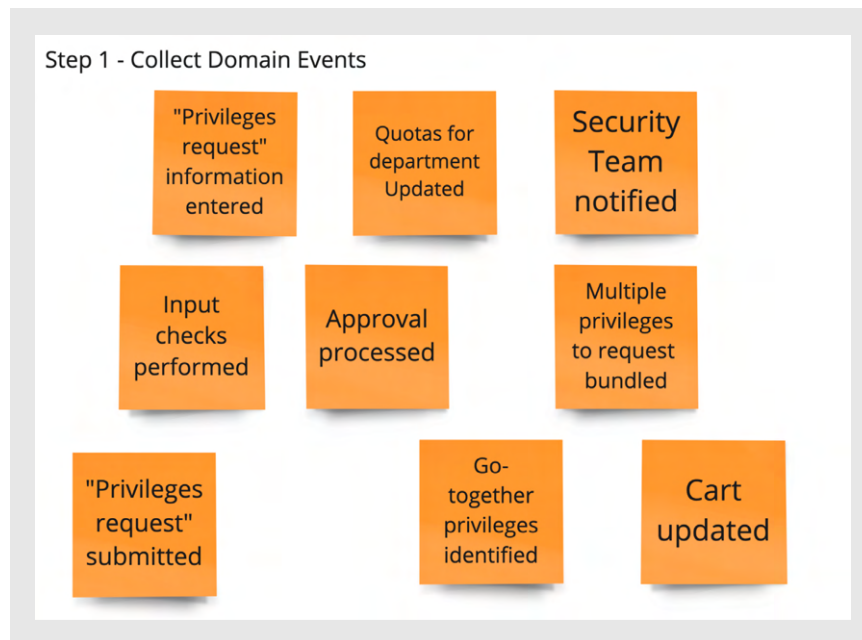 Step 1 - Collect Domain Events
"Privileges
request"
information
entered
Quotas for
department
Updated
Security
Team
notified
Input
checks
performed
Approval
processed
Multiple
privileges
to request
bundled
"Privileges
request"
submitted
Go-
together
privileges
identified
Cart
updated